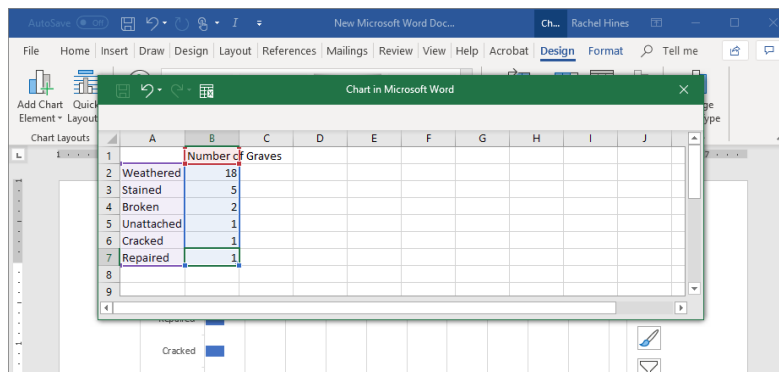 AutoSave Off New Microsoft Word Doc... Ch... Rachel Hines
File Home Insert Draw Design Layout References Mailings Review View Help Acrobat Design Format Tell me
Add Chart Element Quick Layout
Chart Layouts
Chart in Microsoft Word
A B C D E F G H I J
1 Number of Graves
2 Weathered 18
3 Stained 5
4 Broken 2
5 Unattached 1
6 Cracked 1
7 Repaired 1
8
9
Repaired
Cracked